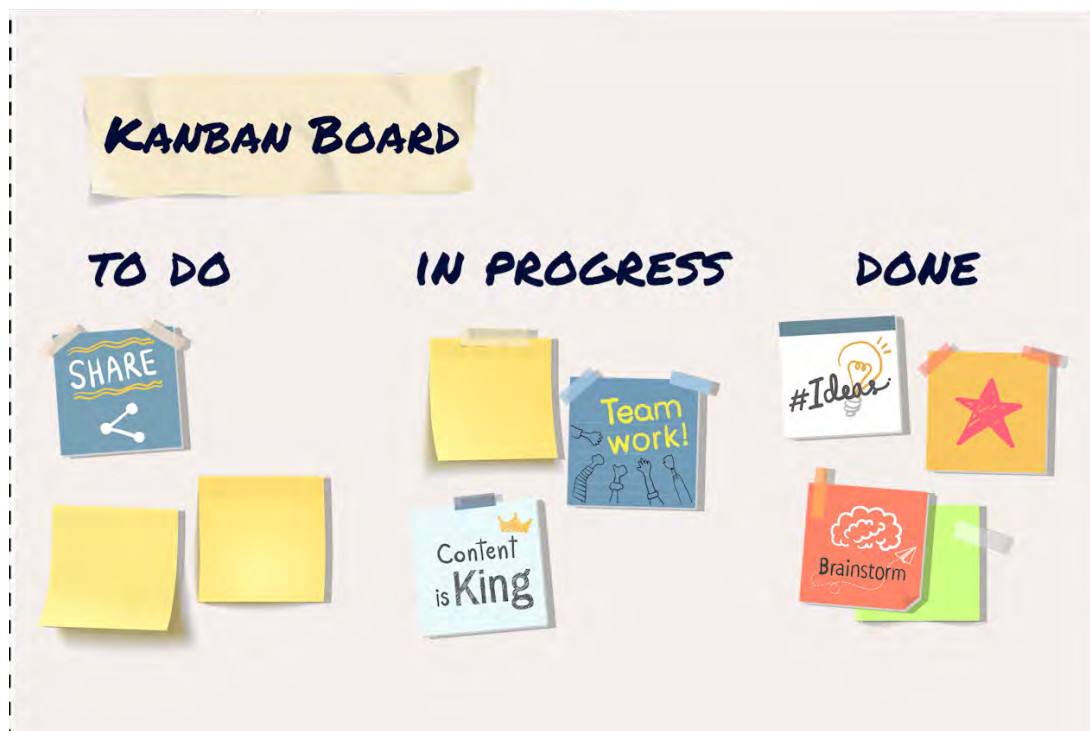 KANBAN BOARD
TO DO
IN PROGRESS
DONE
SHARE
Team
work!
Content
is King
#Ideas
Brainstorm